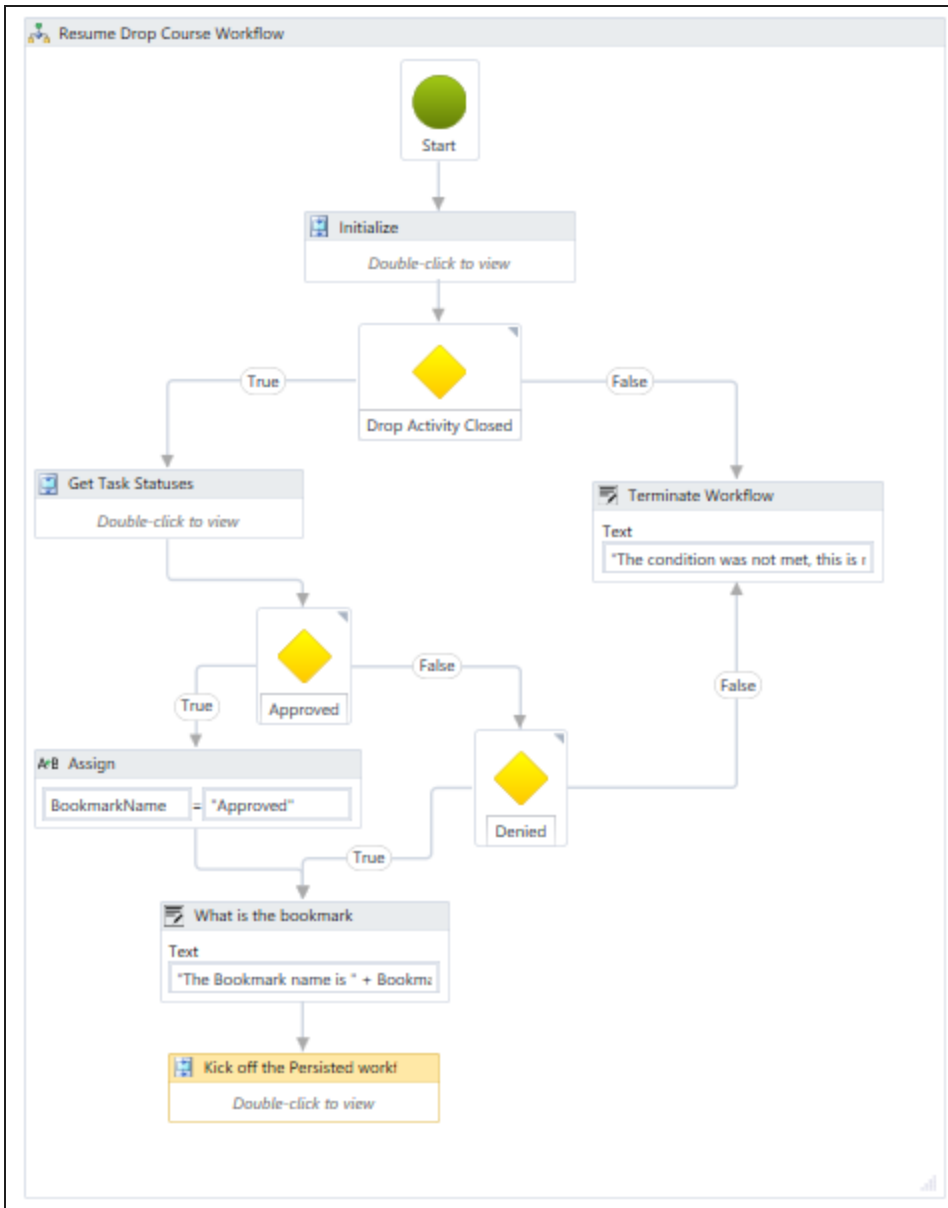 Resume Drop Course Workflow
Start
Initialize
Double-click to view
True
False
Drop Activity Closed
Get Task Statuses
Double-click to view
Terminate Workflow
Text
"The condition was not met, this is r
Approved
True
False
False
Assign
BookmarkName = "Approved"
Denied
True
What is the bookmark
Text
"The Bookmark name is " + Bookma
Kick off the Persisted workf
Double-click to view